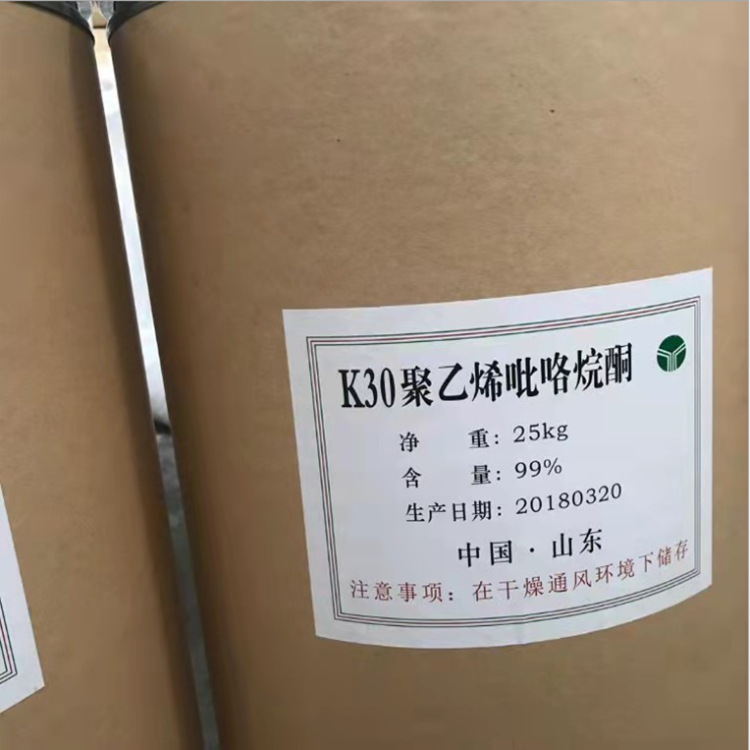 K30聚乙烯吡咯烷酮
净 重: 25kg
含 量: 99%
生产日期: 20180320
中国·山东
注意事项: 在干燥通风环境下储存